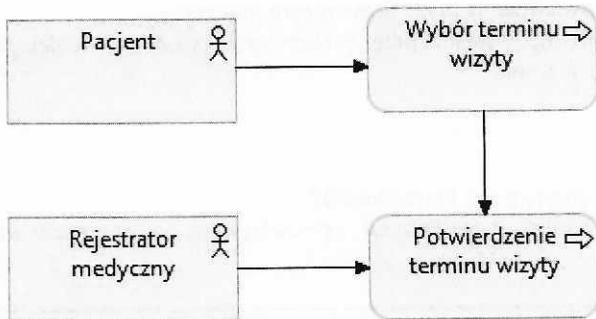 Pacjent
Wybór terminu
wizyty
Rejestrator
medyczny
Potwierdzenie
terminu wizyty